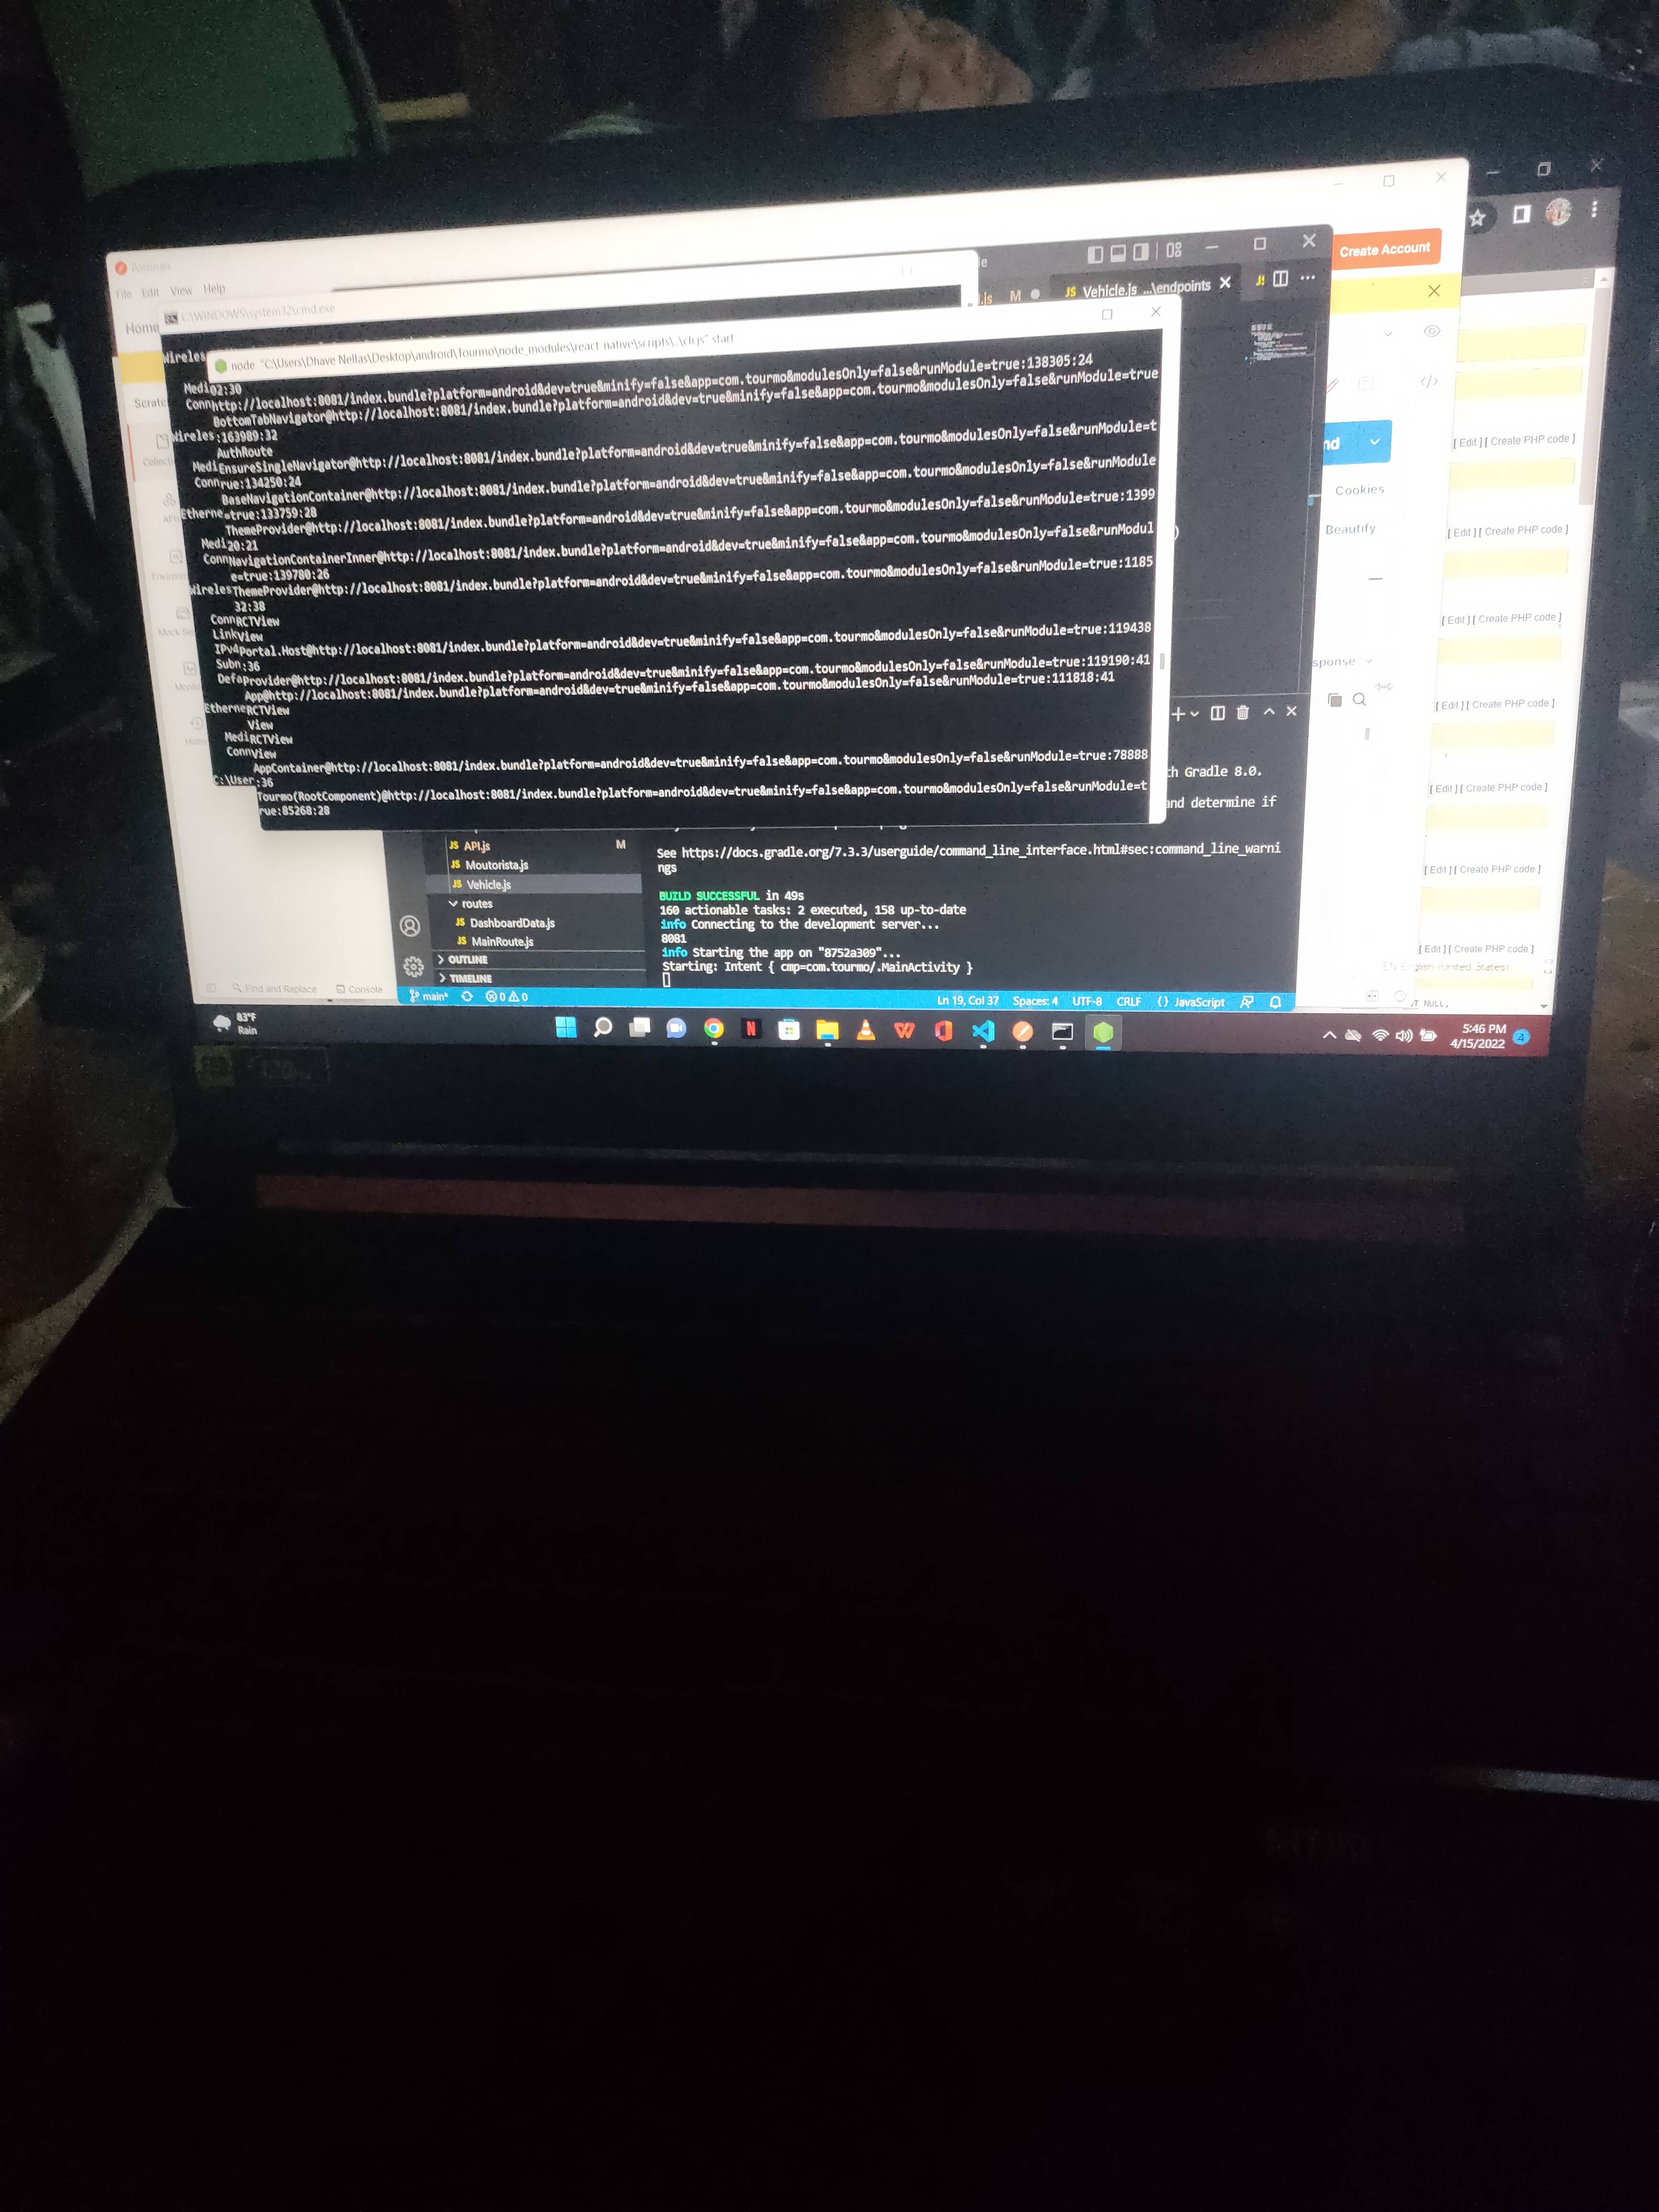 Postman
File Edit View Help
Home
Create Account
C:\WINDOWS\system32\cmd.exe
.js M
JS Vehicle.js ...\endpoints
node "C:\Users\Dhave Nellas\Desktop\android\Tourmo\node_modules\react-native\scripts\..\cli.js" start
Wireles
Medi02:30
Connhttp://localhost:8081/index.bundle?platform=android&dev=true&minify=false&app=com.tourmo&modulesOnly=false&runModule=true:138305:24
BottomTabNavigator@http://localhost:8081/index.bundle?platform=android&dev=true&minify=false&app=com.tourmo&modulesOnly=false&runModule=true
Wireles:163989:32
AuthRoute
MediEnsureSingleNavigator@http://localhost:8081/index.bundle?platform=android&dev=true&minify=false&app=com.tourmo&modulesOnly=false&runModule=t
Connrue:134250:24
BaseNavigationContainer@http://localhost:8081/index.bundle?platform=android&dev=true&minify=false&app=com.tourmo&modulesOnly=false&runModule
Etherne=true:133759:28
ThemeProvider@http://localhost:8081/index.bundle?platform=android&dev=true&minify=false&app=com.tourmo&modulesOnly=false&runModule=true:1399
Medi20:21
ConnNavigationContainerInner@http://localhost:8081/index.bundle?platform=android&dev=true&minify=false&app=com.tourmo&modulesOnly=false&runModul
e=true:139780:26
WirelesThemeProvider@http://localhost:8081/index.bundle?platform=android&dev=true&minify=false&app=com.tourmo&modulesOnly=false&runModule=true:1185
32:38
ConnRCTView
LinkView
IPv4Portal.Host@http://localhost:8081/index.bundle?platform=android&dev=true&minify=false&app=com.tourmo&modulesOnly=false&runModule=true:119438
Subn:36
DefaProvider@http://localhost:8081/index.bundle?platform=android&dev=true&minify=false&app=com.tourmo&modulesOnly=false&runModule=true:119190:41
App@http://localhost:8081/index.bundle?platform=android&dev=true&minify=false&app=com.tourmo&modulesOnly=false&runModule=true:111818:41
EtherneRCTView
View
MediRCTView
ConnView
AppContainer@http://localhost:8081/index.bundle?platform=android&dev=true&minify=false&app=com.tourmo&modulesOnly=false&runModule=true:78888
C:\User:36
Tourmo(RootComponent)@http://localhost:8081/index.bundle?platform=android&dev=true&minify=false&app=com.tourmo&modulesOnly=false&runModule=t
rue:85268:28
nd
Cookies
Beautify
sponse
[ Edit ] [ Create PHP code ]
[ Edit ] [ Create PHP code ]
[ Edit ] [ Create PHP code ]
[ Edit ] [ Create PHP code ]
[ Edit ] [ Create PHP code ]
[ Edit ] [ Create PHP code ]
[ Edit ] [ Create PHP code ]
th Gradle 8.0.
and determine if
See https://docs.gradle.org/7.3.3/userguide/command_line_interface.html#sec:command_line_warni
ngs
BUILD SUCCESSFUL in 49s
160 actionable tasks: 2 executed, 158 up-to-date
info Connecting to the development server...
8081
info Starting the app on "8752a309"...
Starting: Intent { cmp=com.tourmo/.MainActivity }
JS API.js M
JS Moutorista.js
JS Vehicle.js
routes
JS DashboardData.js
JS MainRoute.js
OUTLINE
TIMELINE
Find and Replace Console
main* 0 0
Ln 19, Col 37 Spaces: 4 UTF-8 CRLF {} JavaScript
NULL,
83°F
Rain
5:46 PM
4/15/2022
4